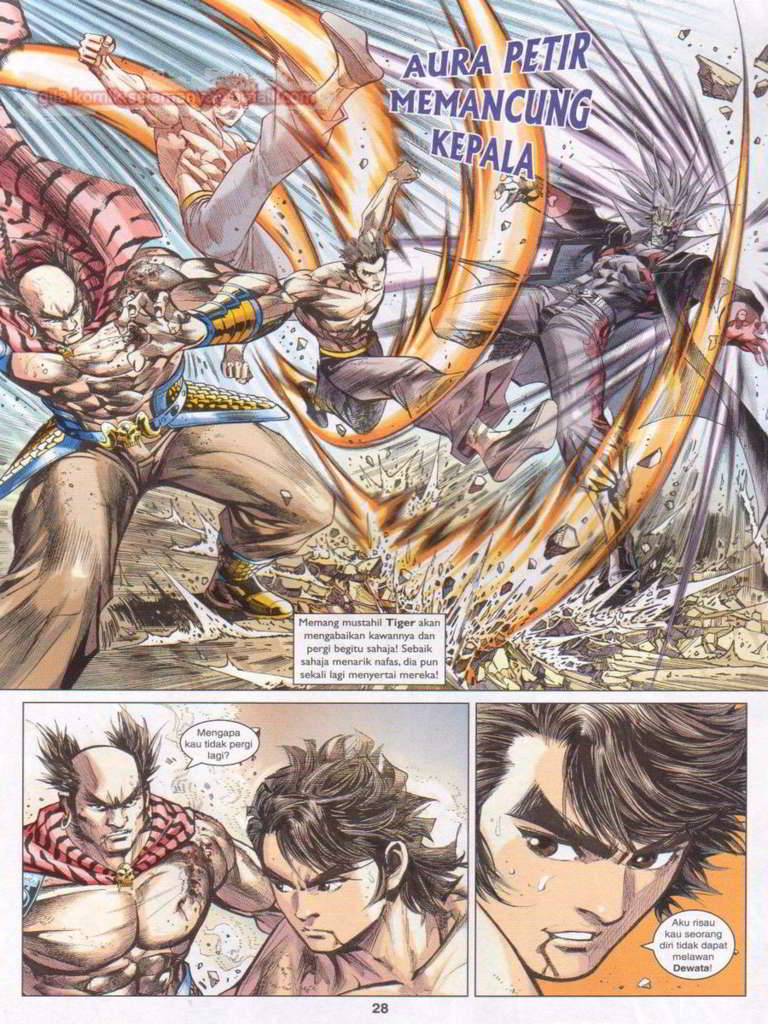 AURA PETIR
MEMANCUNG
KEPALA
Memang mustahil Tiger akan
mengabaikan kawannya dan
pergi begitu sahaja! Sebaik
sahaja menarik nafas, dia pun
sekali lagi menyertai mereka!
Mengapa
kau tidak pergi
lagi?
Aku risau
kau seorang
diri tidak dapat
melawan
Dewata!
28